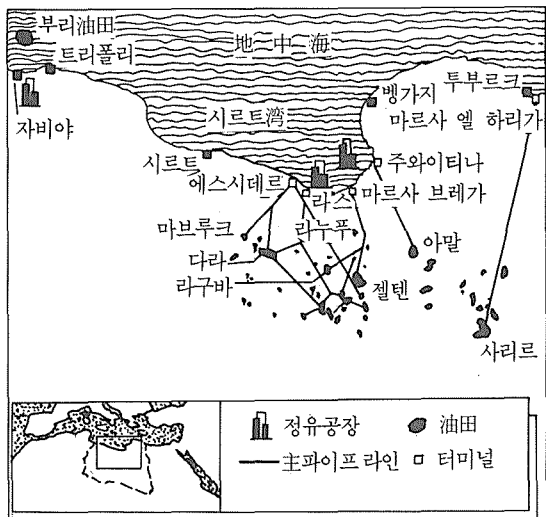 부리油田
트리폴리
地中海
자비야
시르트湾
벵가지
투부르크
마르사 엘 하리가
시르트
에스시데르
라스
라누푸
주와이티나
마르사 브레가
마브루크
다라
라구바
아말
젤텐
사리르
정유공장
油田
主파이프라인
터미널